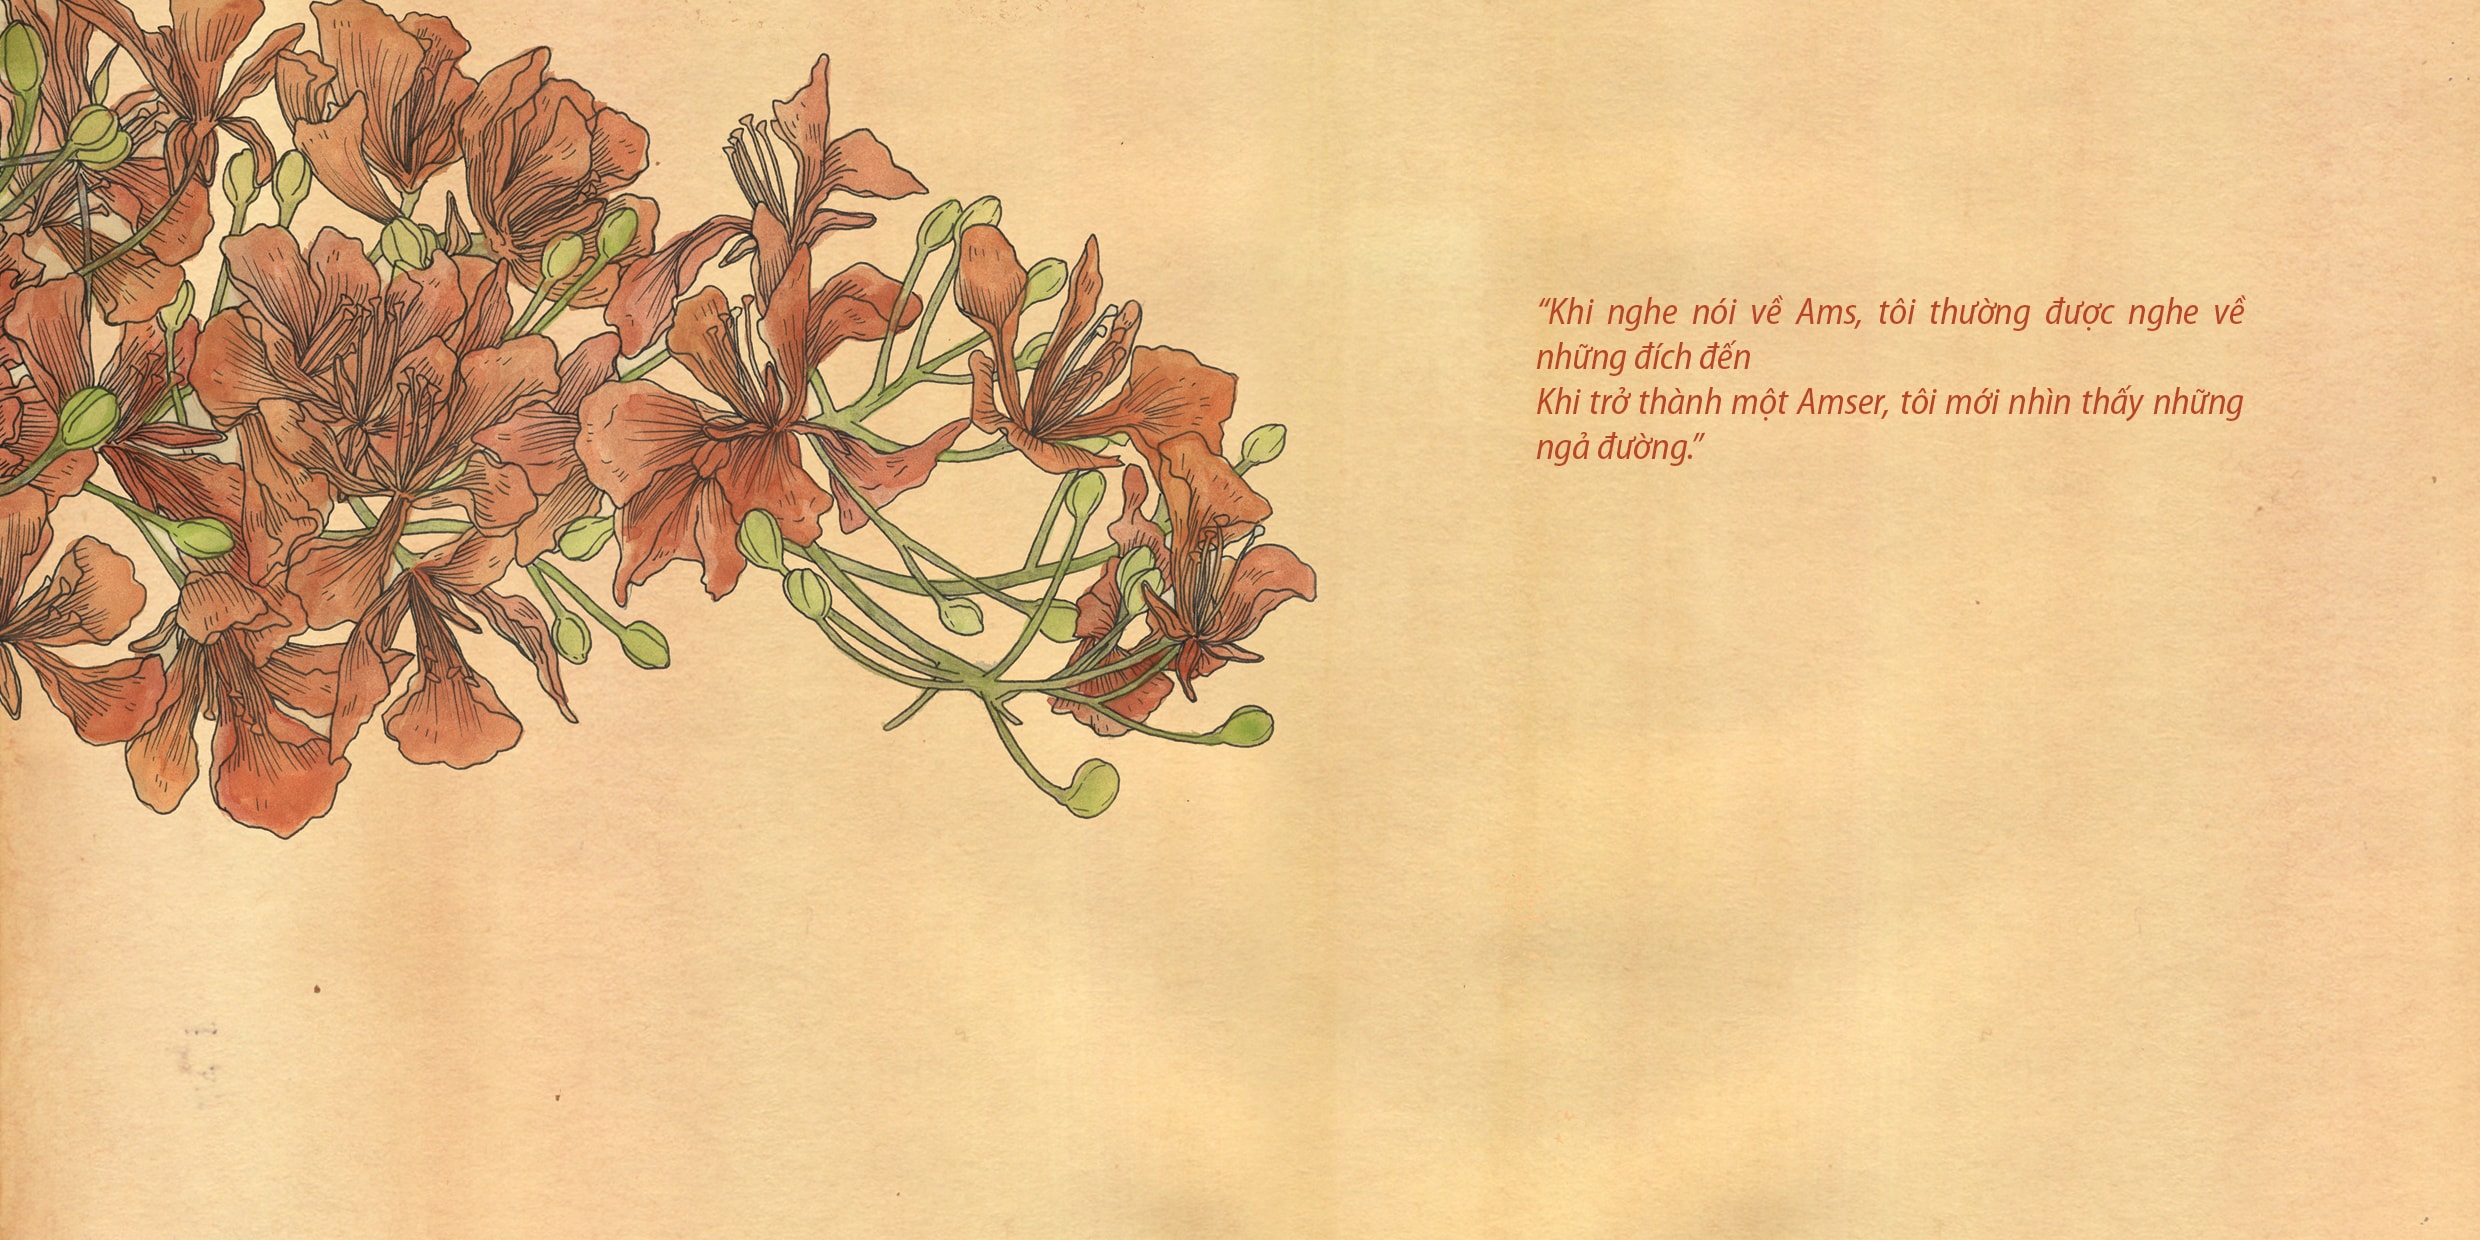 “Khi nghe nói về Ams, tôi thường được nghe về
những đích đến
Khi trở thành một Amser, tôi mới nhìn thấy những
ngả đường.”